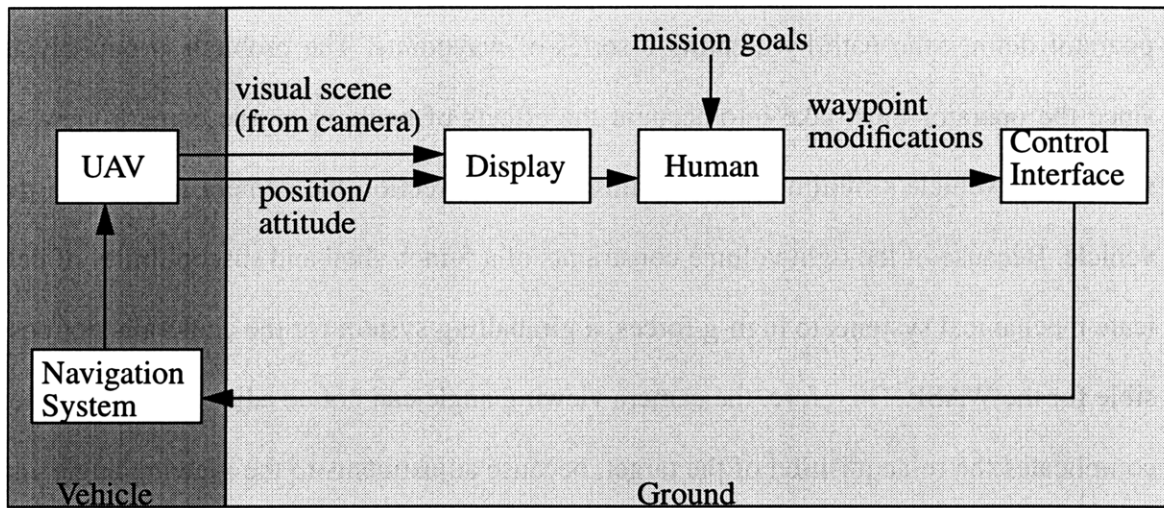 mission goals
visual scene
(from camera)
waypoint
modifications
UAV
Display
Human
Control
Interface
position/
attitude
Navigation
System
Vehicle
Ground